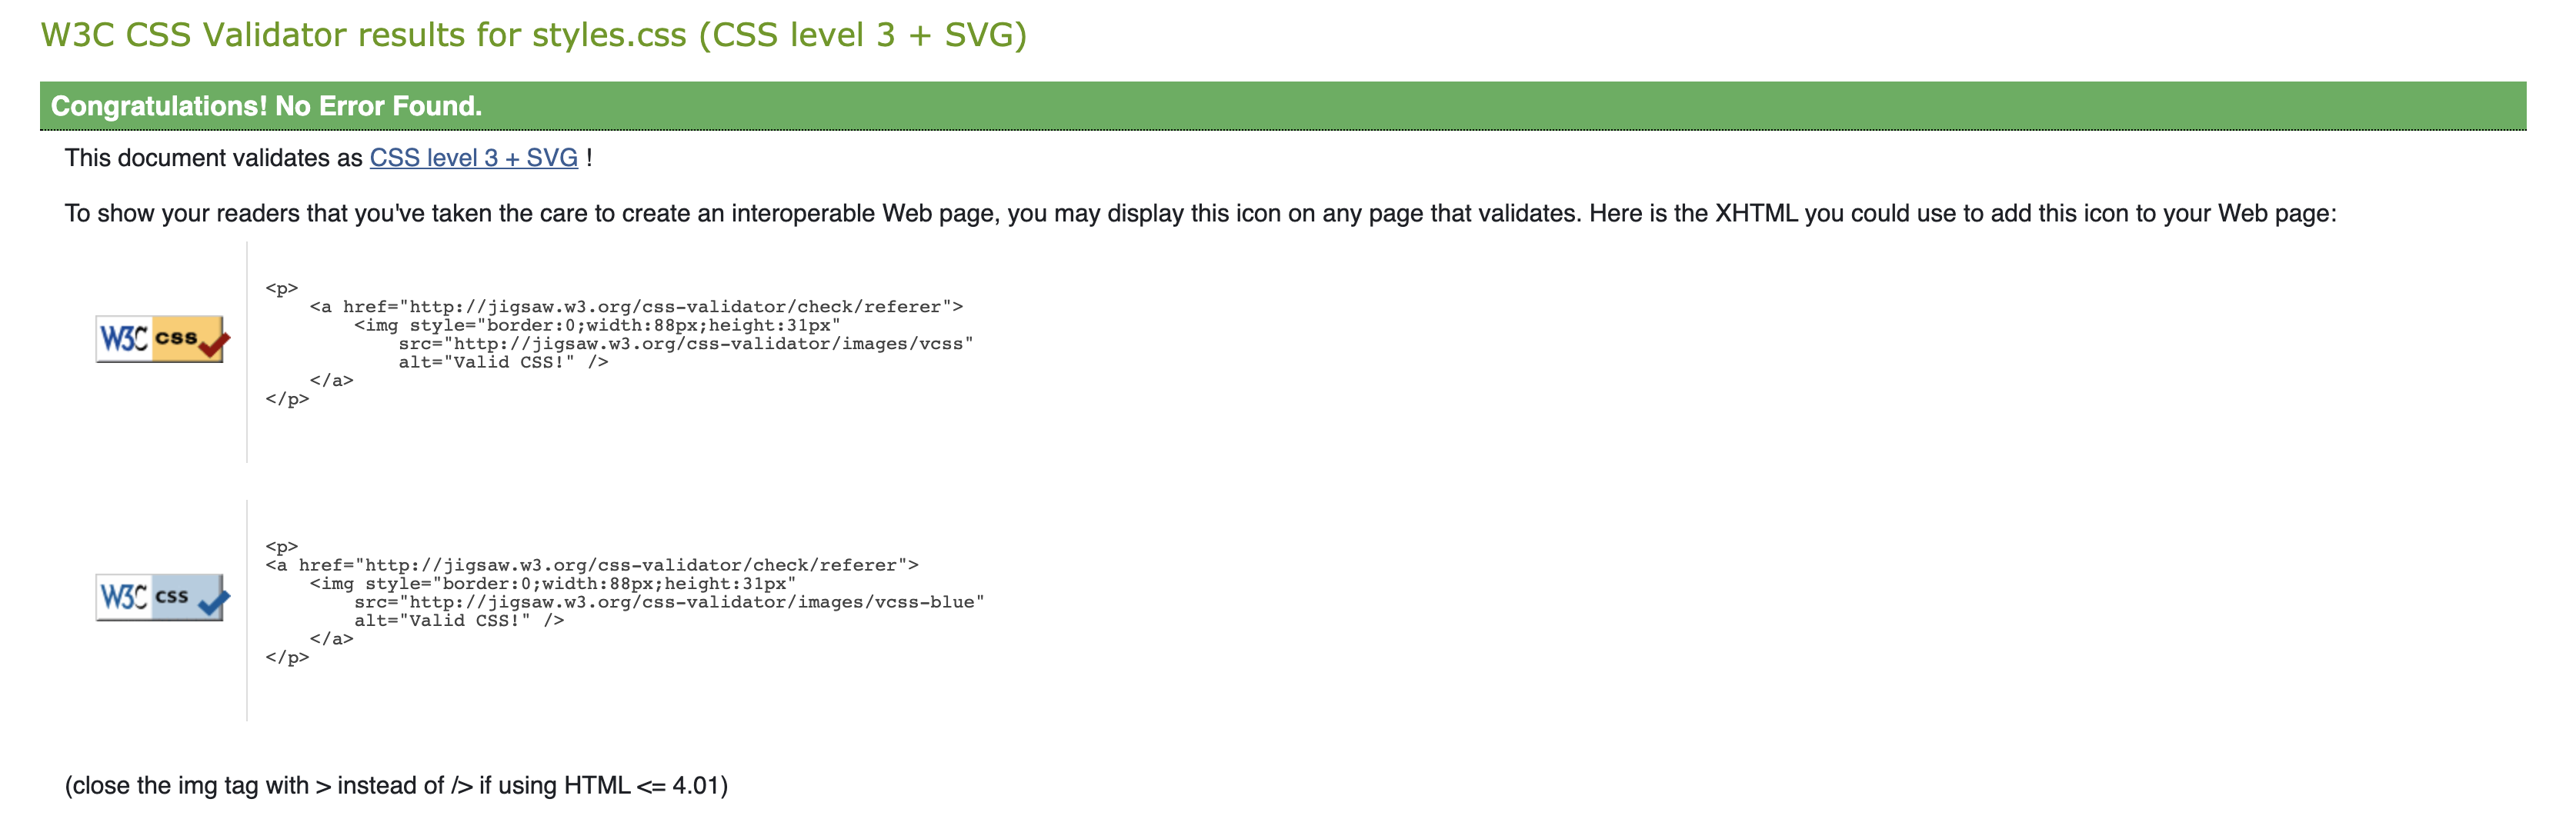 W3C CSS Validator results for styles.css (CSS level 3 + SVG)
Congratulations! No Error Found.
This document validates as CSS level 3 + SVG !
To show your readers that you've taken the care to create an interoperable Web page, you may display this icon on any page that validates. Here is the XHTML you could use to add this icon to your Web page:
W3C css
<p>
    <a href="http://jigsaw.w3.org/css-validator/check/referer">
        <img style="border:0;width:88px;height:31px"
            src="http://jigsaw.w3.org/css-validator/images/vcss"
            alt="Valid CSS!" />
    </a>
</p>
W3C css
<p>
<a href="http://jigsaw.w3.org/css-validator/check/referer">
    <img style="border:0;width:88px;height:31px"
        src="http://jigsaw.w3.org/css-validator/images/vcss-blue"
        alt="Valid CSS!" />
    </a>
</p>
(close the img tag with > instead of /> if using HTML <= 4.01)